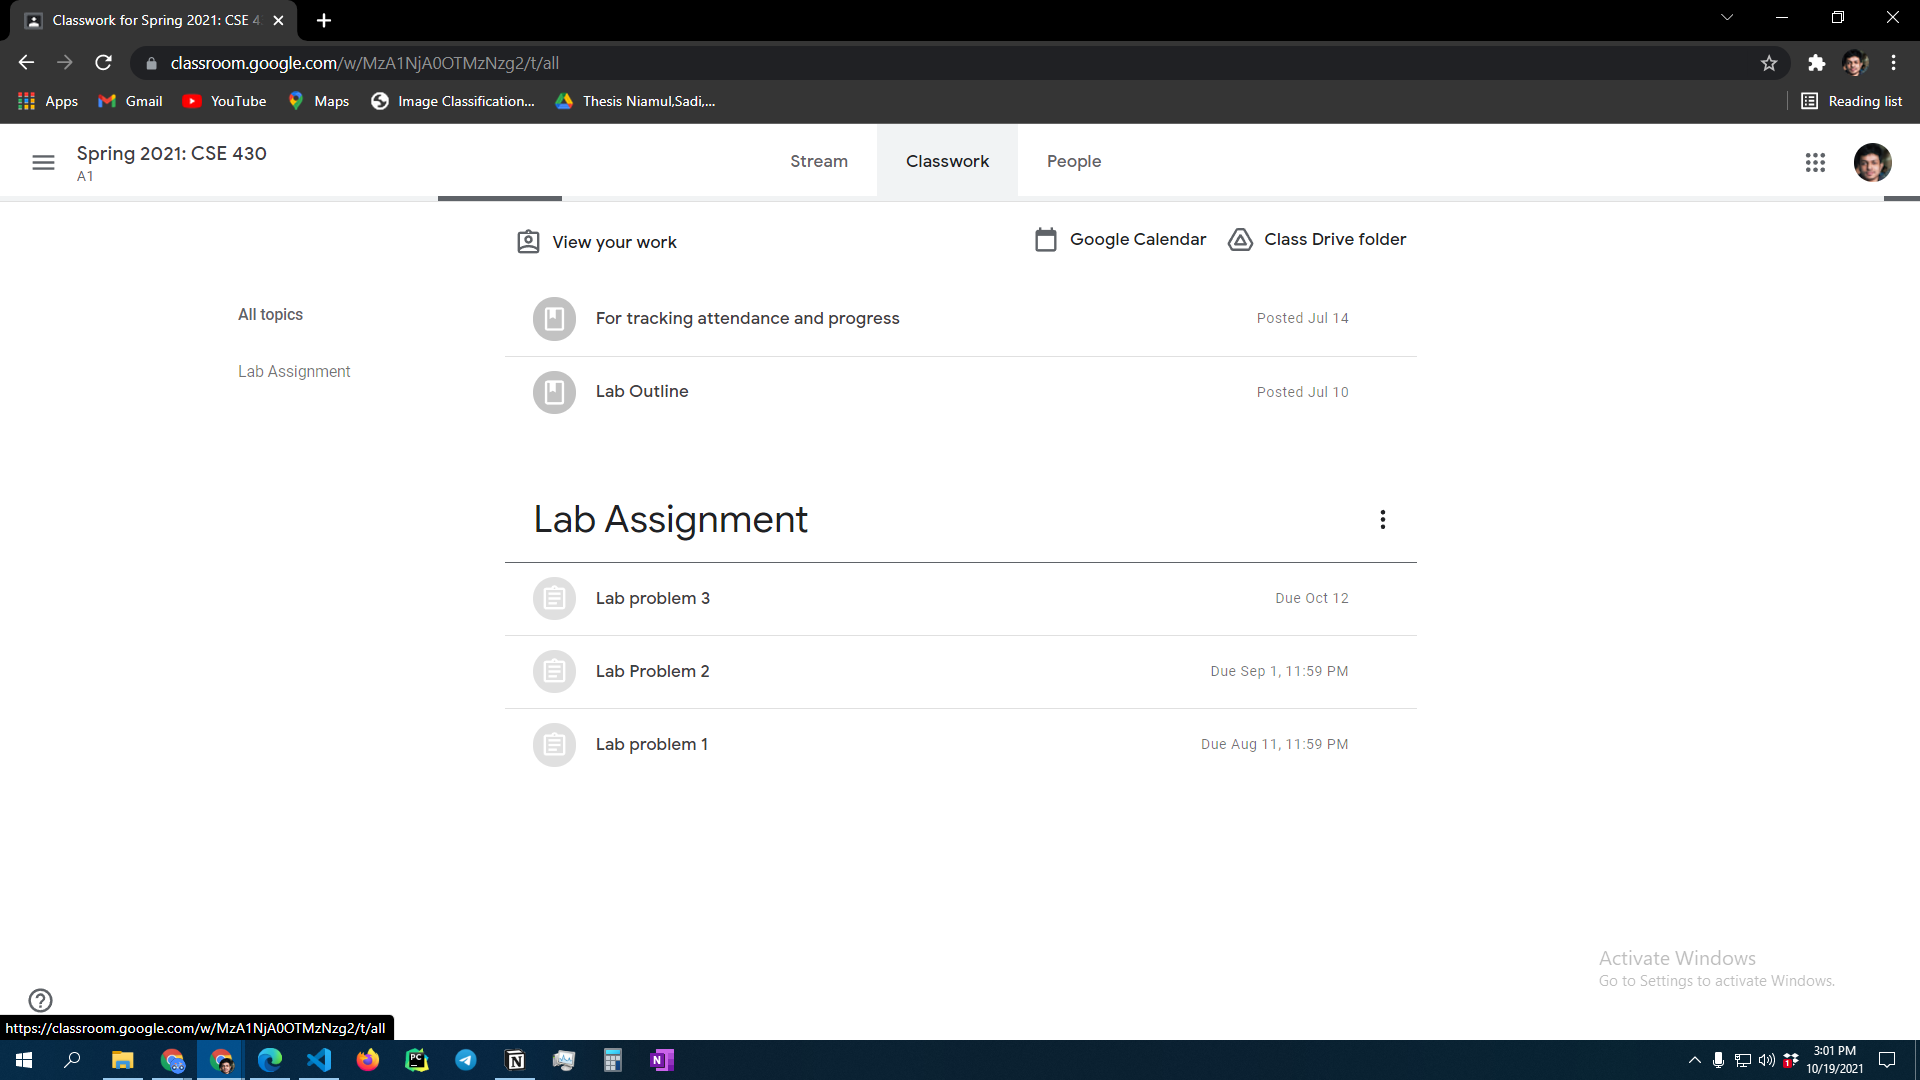 Classwork for Spring 2021: CSE 4
classroom.google.com/w/MzA1NjA0OTMzNzg2/t/all
Apps
Gmail
YouTube
Maps
Image Classification...
Thesis Niamul,Sadi,...
Reading list
Spring 2021: CSE 430
A1
Stream
Classwork
People
View your work
Google Calendar
Class Drive folder
All topics
Lab Assignment
For tracking attendance and progress
Posted Jul 14
Lab Outline
Posted Jul 10
Lab Assignment
Lab problem 3
Due Oct 12
Lab Problem 2
Due Sep 1, 11:59 PM
Lab problem 1
Due Aug 11, 11:59 PM
Activate Windows
Go to Settings to activate Windows.
https://classroom.google.com/w/MzA1NjA0OTMzNzg2/t/all
3:01 PM
10/19/2021